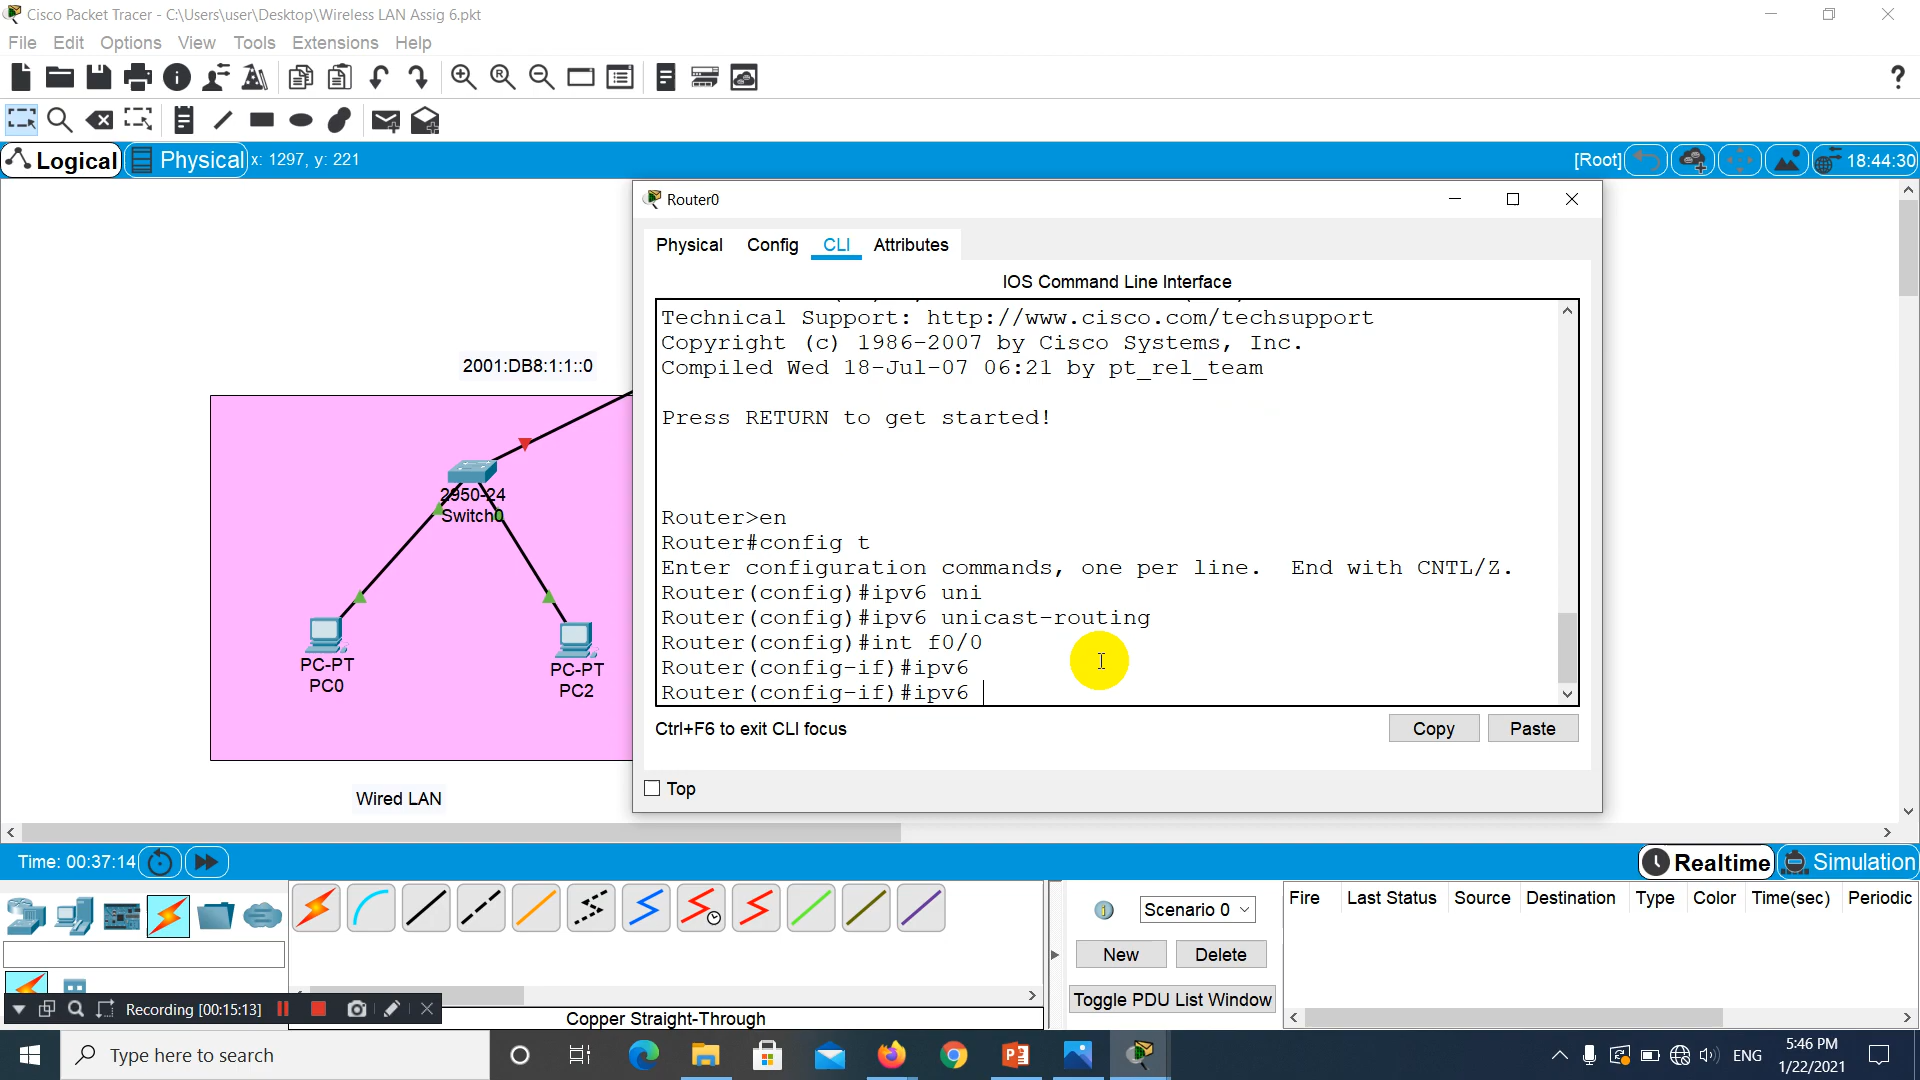 Cisco Packet Tracer - C:\Users\user\Desktop\Wireless LAN Assig 6.pkt
File Edit Options View Tools Extensions Help
Logical Physical x: 1297, y: 221 [Root] 18:44:30
Router0
Physical Config CLI Attributes
IOS Command Line Interface
Technical Support: http://www.cisco.com/techsupport
Copyright (c) 1986-2007 by Cisco Systems, Inc.
Compiled Wed 18-Jul-07 06:21 by pt_rel_team
Press RETURN to get started!
Router>en
Router#config t
Enter configuration commands, one per line. End with CNTL/Z.
Router(config)#ipv6 uni
Router(config)#ipv6 unicast-routing
Router(config)#int f0/0
Router(config-if)#ipv6
Router(config-if)#ipv6
Ctrl+F6 to exit CLI focus
Copy Paste
Top
2001:DB8:1:1::0
2950-24
Switch0
PC-PT
PC0
PC-PT
PC2
Wired LAN
Time: 00:37:14
Realtime Simulation
Scenario 0
New Delete
Toggle PDU List Window
Fire Last Status Source Destination Type Color Time(sec) Periodic
Recording [00:15:13]
Copper Straight-Through
Type here to search
ENG
5:46 PM
1/22/2021